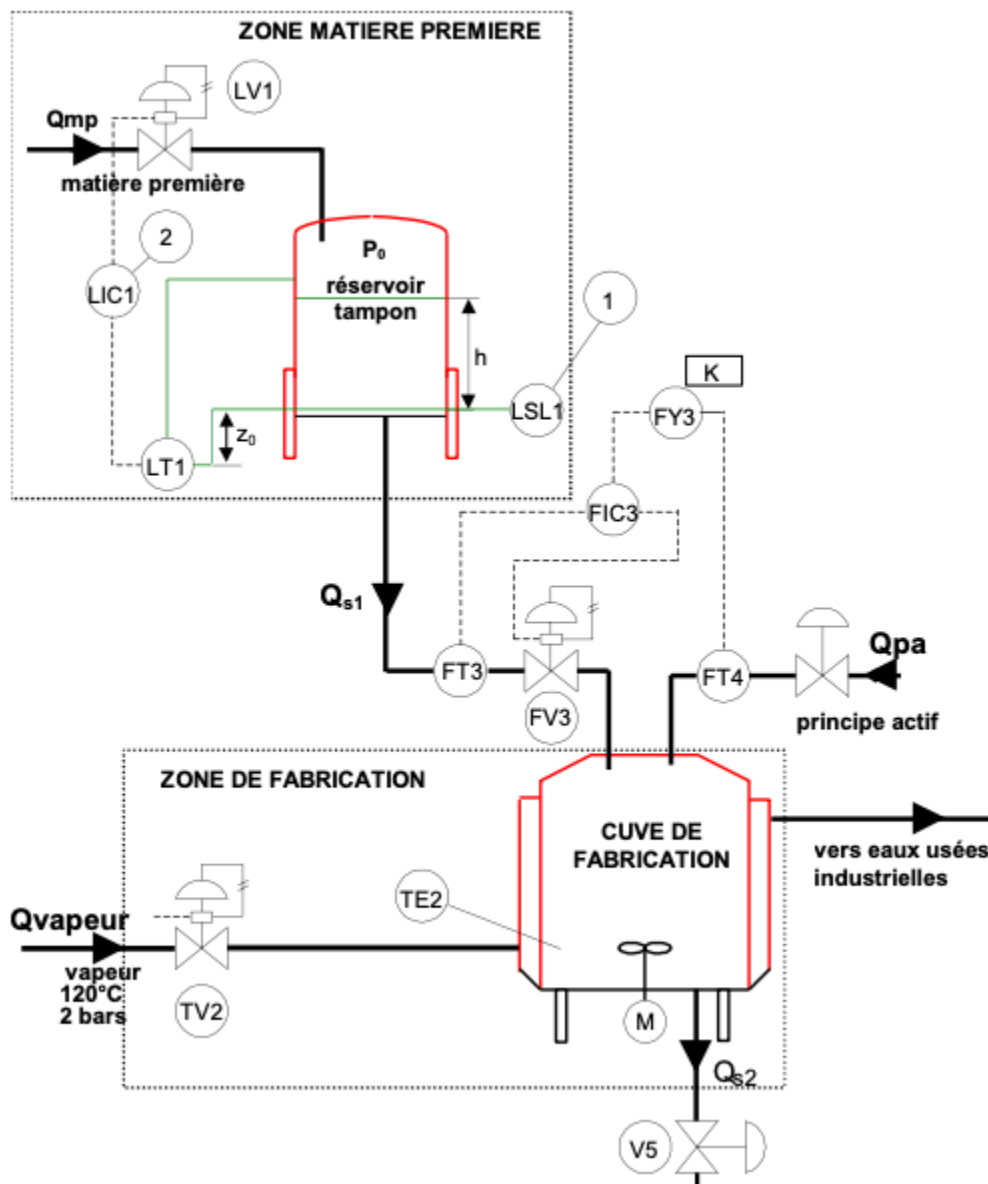 ZONE MATIERE PREMIERE
LV1
Qmp
matière première
2
P₀
réservoir
tampon
LIC1
1
h
K
LSL1
FY3
z₀
LT1
FIC3
Qs1
Qpa
FT3
FT4
FV3
principe actif
ZONE DE FABRICATION
CUVE DE
FABRICATION
vers eaux usées
industrielles
TE2
Qvapeur
vapeur
120°C
2 bars
TV2
M
Qs2
V5